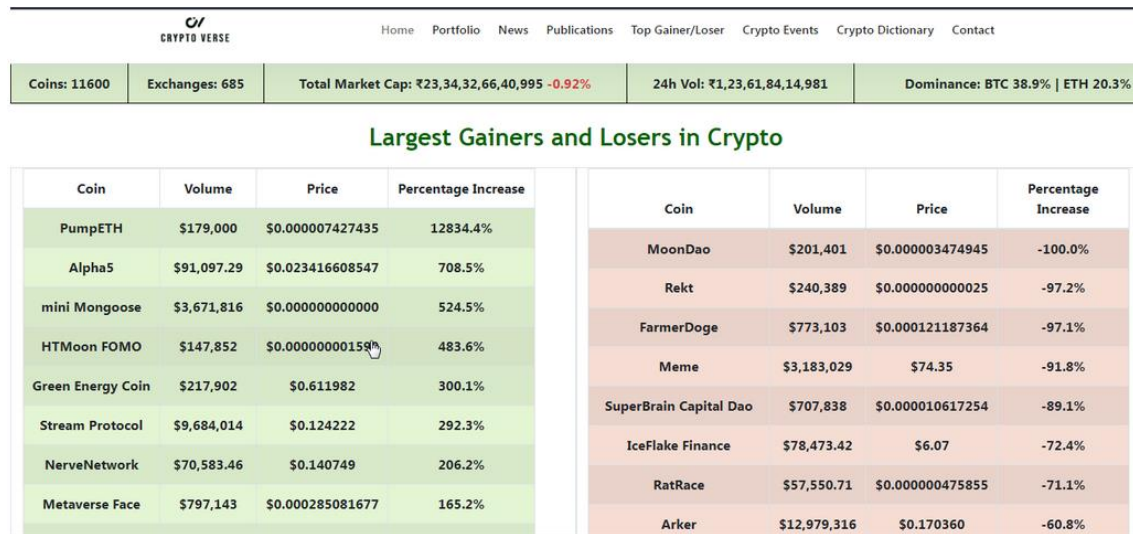 CRYPTO VERSE
Home Portfolio News Publications Top Gainer/Loser Crypto Events Crypto Dictionary Contact
Coins: 11600 Exchanges: 685 Total Market Cap: ₹23,34,32,66,40,995 -0.92% 24h Vol: ₹1,23,61,84,14,981 Dominance: BTC 38.9% | ETH 20.3%
Largest Gainers and Losers in Crypto
Coin Volume Price Percentage Increase
PumpETH $179,000 $0.000007427435 12834.4%
Alpha5 $91,097.29 $0.023416608547 708.5%
mini Mongoose $3,671,816 $0.000000000000 524.5%
HTMoon FOMO $147,852 483.6%
Green Energy Coin $217,902 $0.611982 300.1%
Stream Protocol $9,684,014 $0.124222 292.3%
NerveNetwork $70,583.46 $0.140749 206.2%
Metaverse Face $797,143 $0.000285081677 165.2%
Coin Volume Price Percentage
Increase
MoonDao $201,401 $0.000003474945 -100.0%
Rekt $240,389 $0.000000000025 -97.2%
FarmerDoge $773,103 $0.000121187364 -97.1%
Meme $3,183,029 $74.35 -91.8%
SuperBrain Capital Dao $707,838 $0.000010617254 -89.1%
IceFlake Finance $78,473.42 $6.07 -72.4%
RatRace $57,550.71 $0.000000475855 -71.1%
Arker $12,979,316 $0.170360 -60.8%